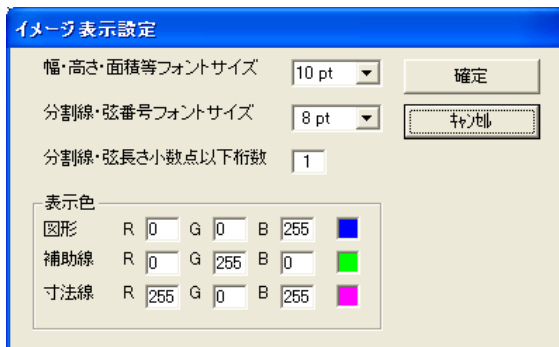 イメージ表示設定
幅・高さ・面積等フォントサイズ 10 pt 確定
分割線・弦番号フォントサイズ 8 pt ｷｬﾝｾﾙ
分割線・弦長さ小数点以下桁数 1
表示色
図形 R 0 G 0 B 255
補助線 R 0 G 255 B 0
寸法線 R 255 G 0 B 255